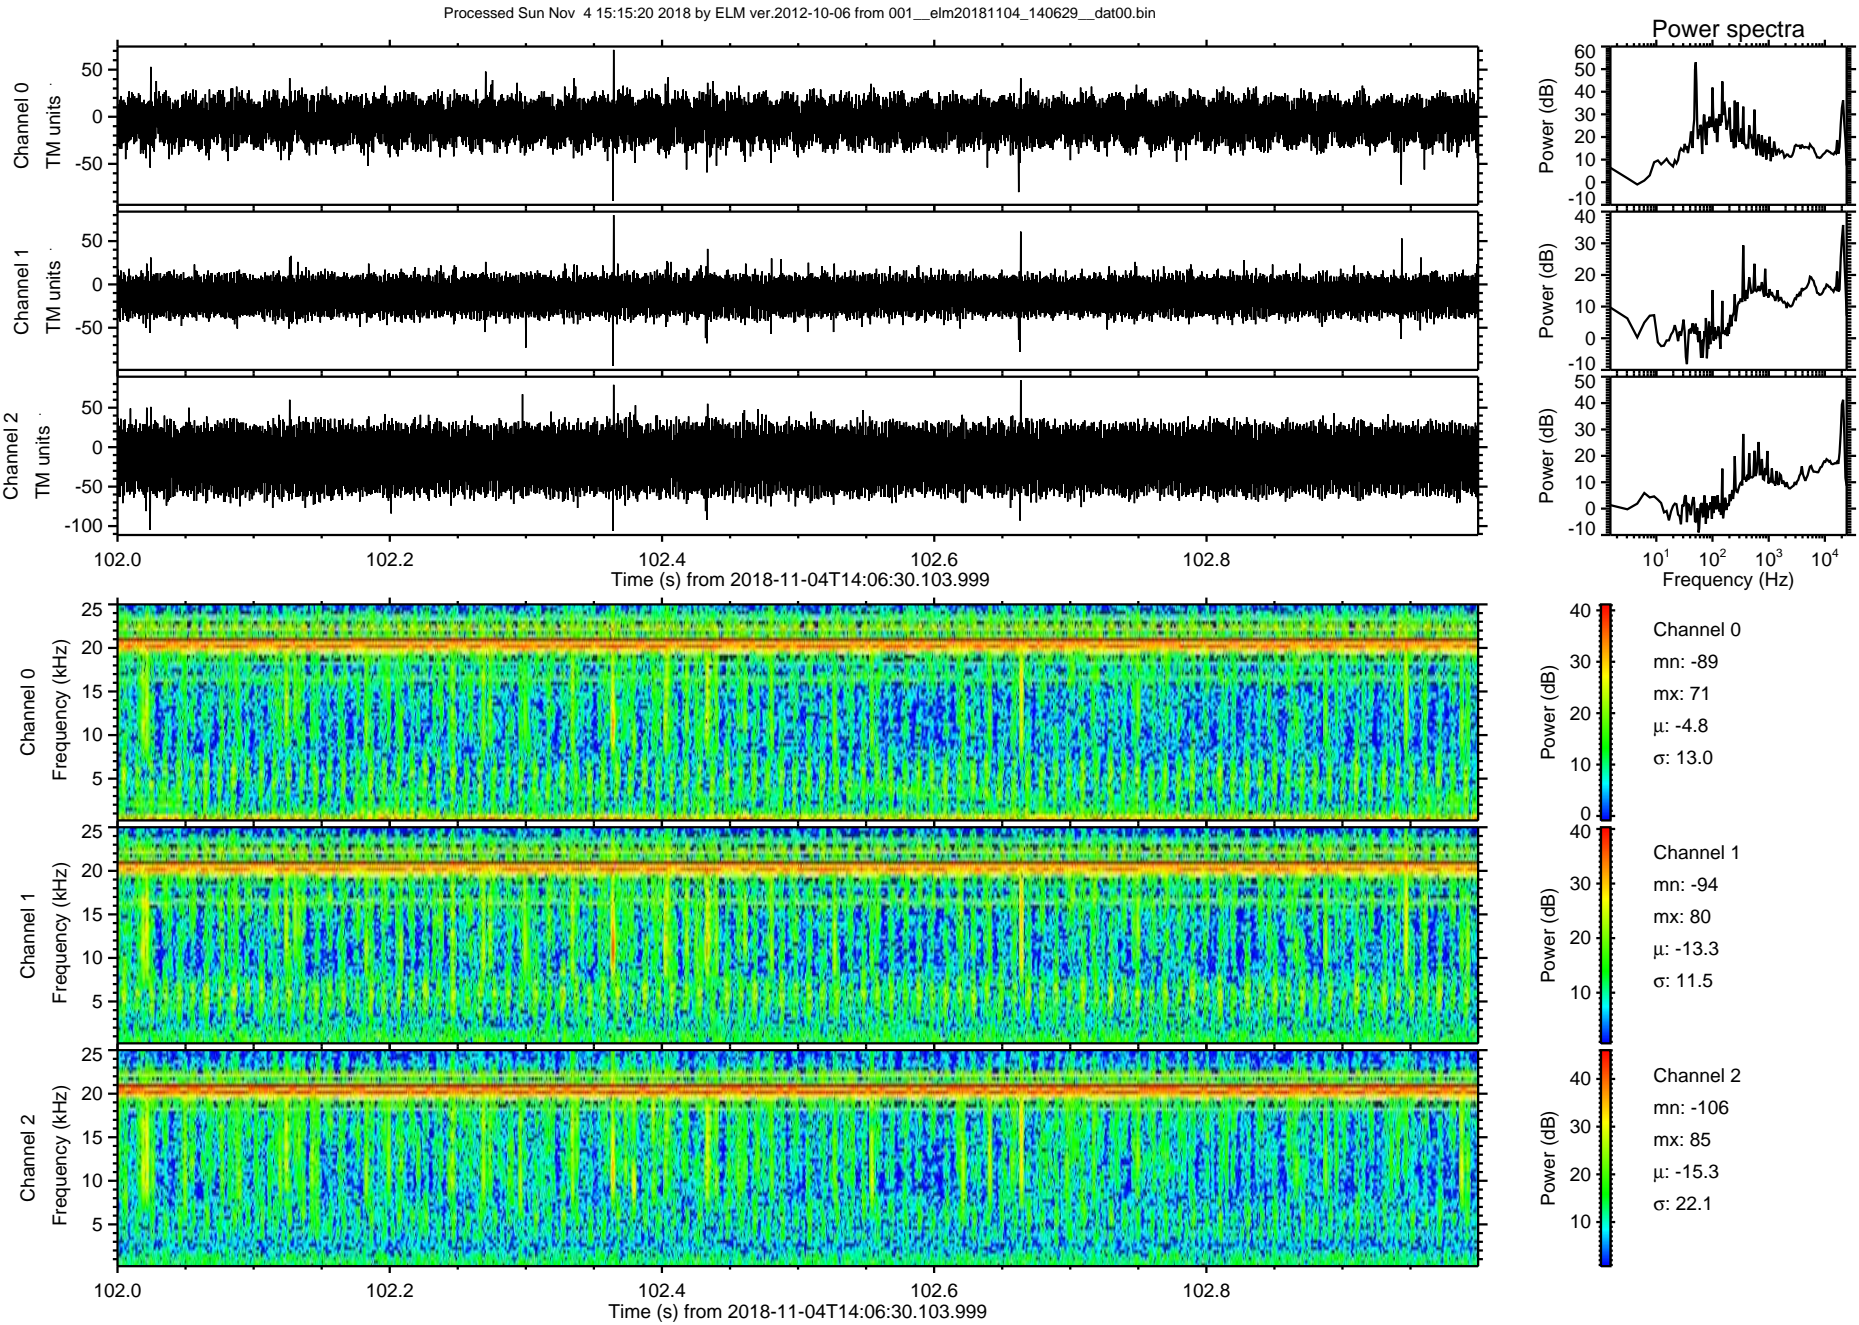 Processed Sun Nov  4 15:15:20 2018 by ELM ver.2012-10-06 from 001__elm20181104_140629__dat00.bin
Power spectra
Channel 0
TM units
50
0
-50
Power (dB)
60
50
40
30
20
10
0
-10
Channel 1
TM units
50
0
-50
Power (dB)
40
30
20
10
0
-10
Channel 2
TM units
50
0
-50
-100
Power (dB)
50
40
30
20
10
0
-10
102.0 102.2 102.4 102.6 102.8
Time (s) from 2018-11-04T14:06:30.103.999
10¹ 10² 10³ 10⁴
Frequency (Hz)
Channel 0
Frequency (kHz)
25
20
15
10
5
Power (dB)
40
30
20
10
0
Channel 0
mn: -89
mx: 71
μ: -4.8
σ: 13.0
Channel 1
Frequency (kHz)
25
20
15
10
5
Power (dB)
40
30
20
10
Channel 1
mn: -94
mx: 80
μ: -13.3
σ: 11.5
Channel 2
Frequency (kHz)
25
20
15
10
5
Power (dB)
40
30
20
10
Channel 2
mn: -106
mx: 85
μ: -15.3
σ: 22.1
102.0 102.2 102.4 102.6 102.8
Time (s) from 2018-11-04T14:06:30.103.999